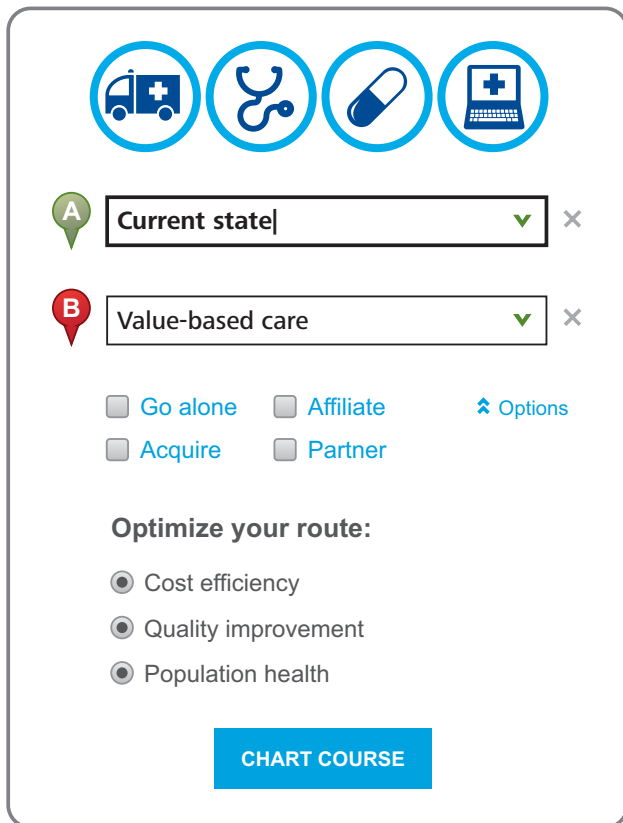 A
Current state
B
Value-based care
Go alone Affiliate Options
Acquire Partner
Optimize your route:
Cost efficiency
Quality improvement
Population health
CHART COURSE